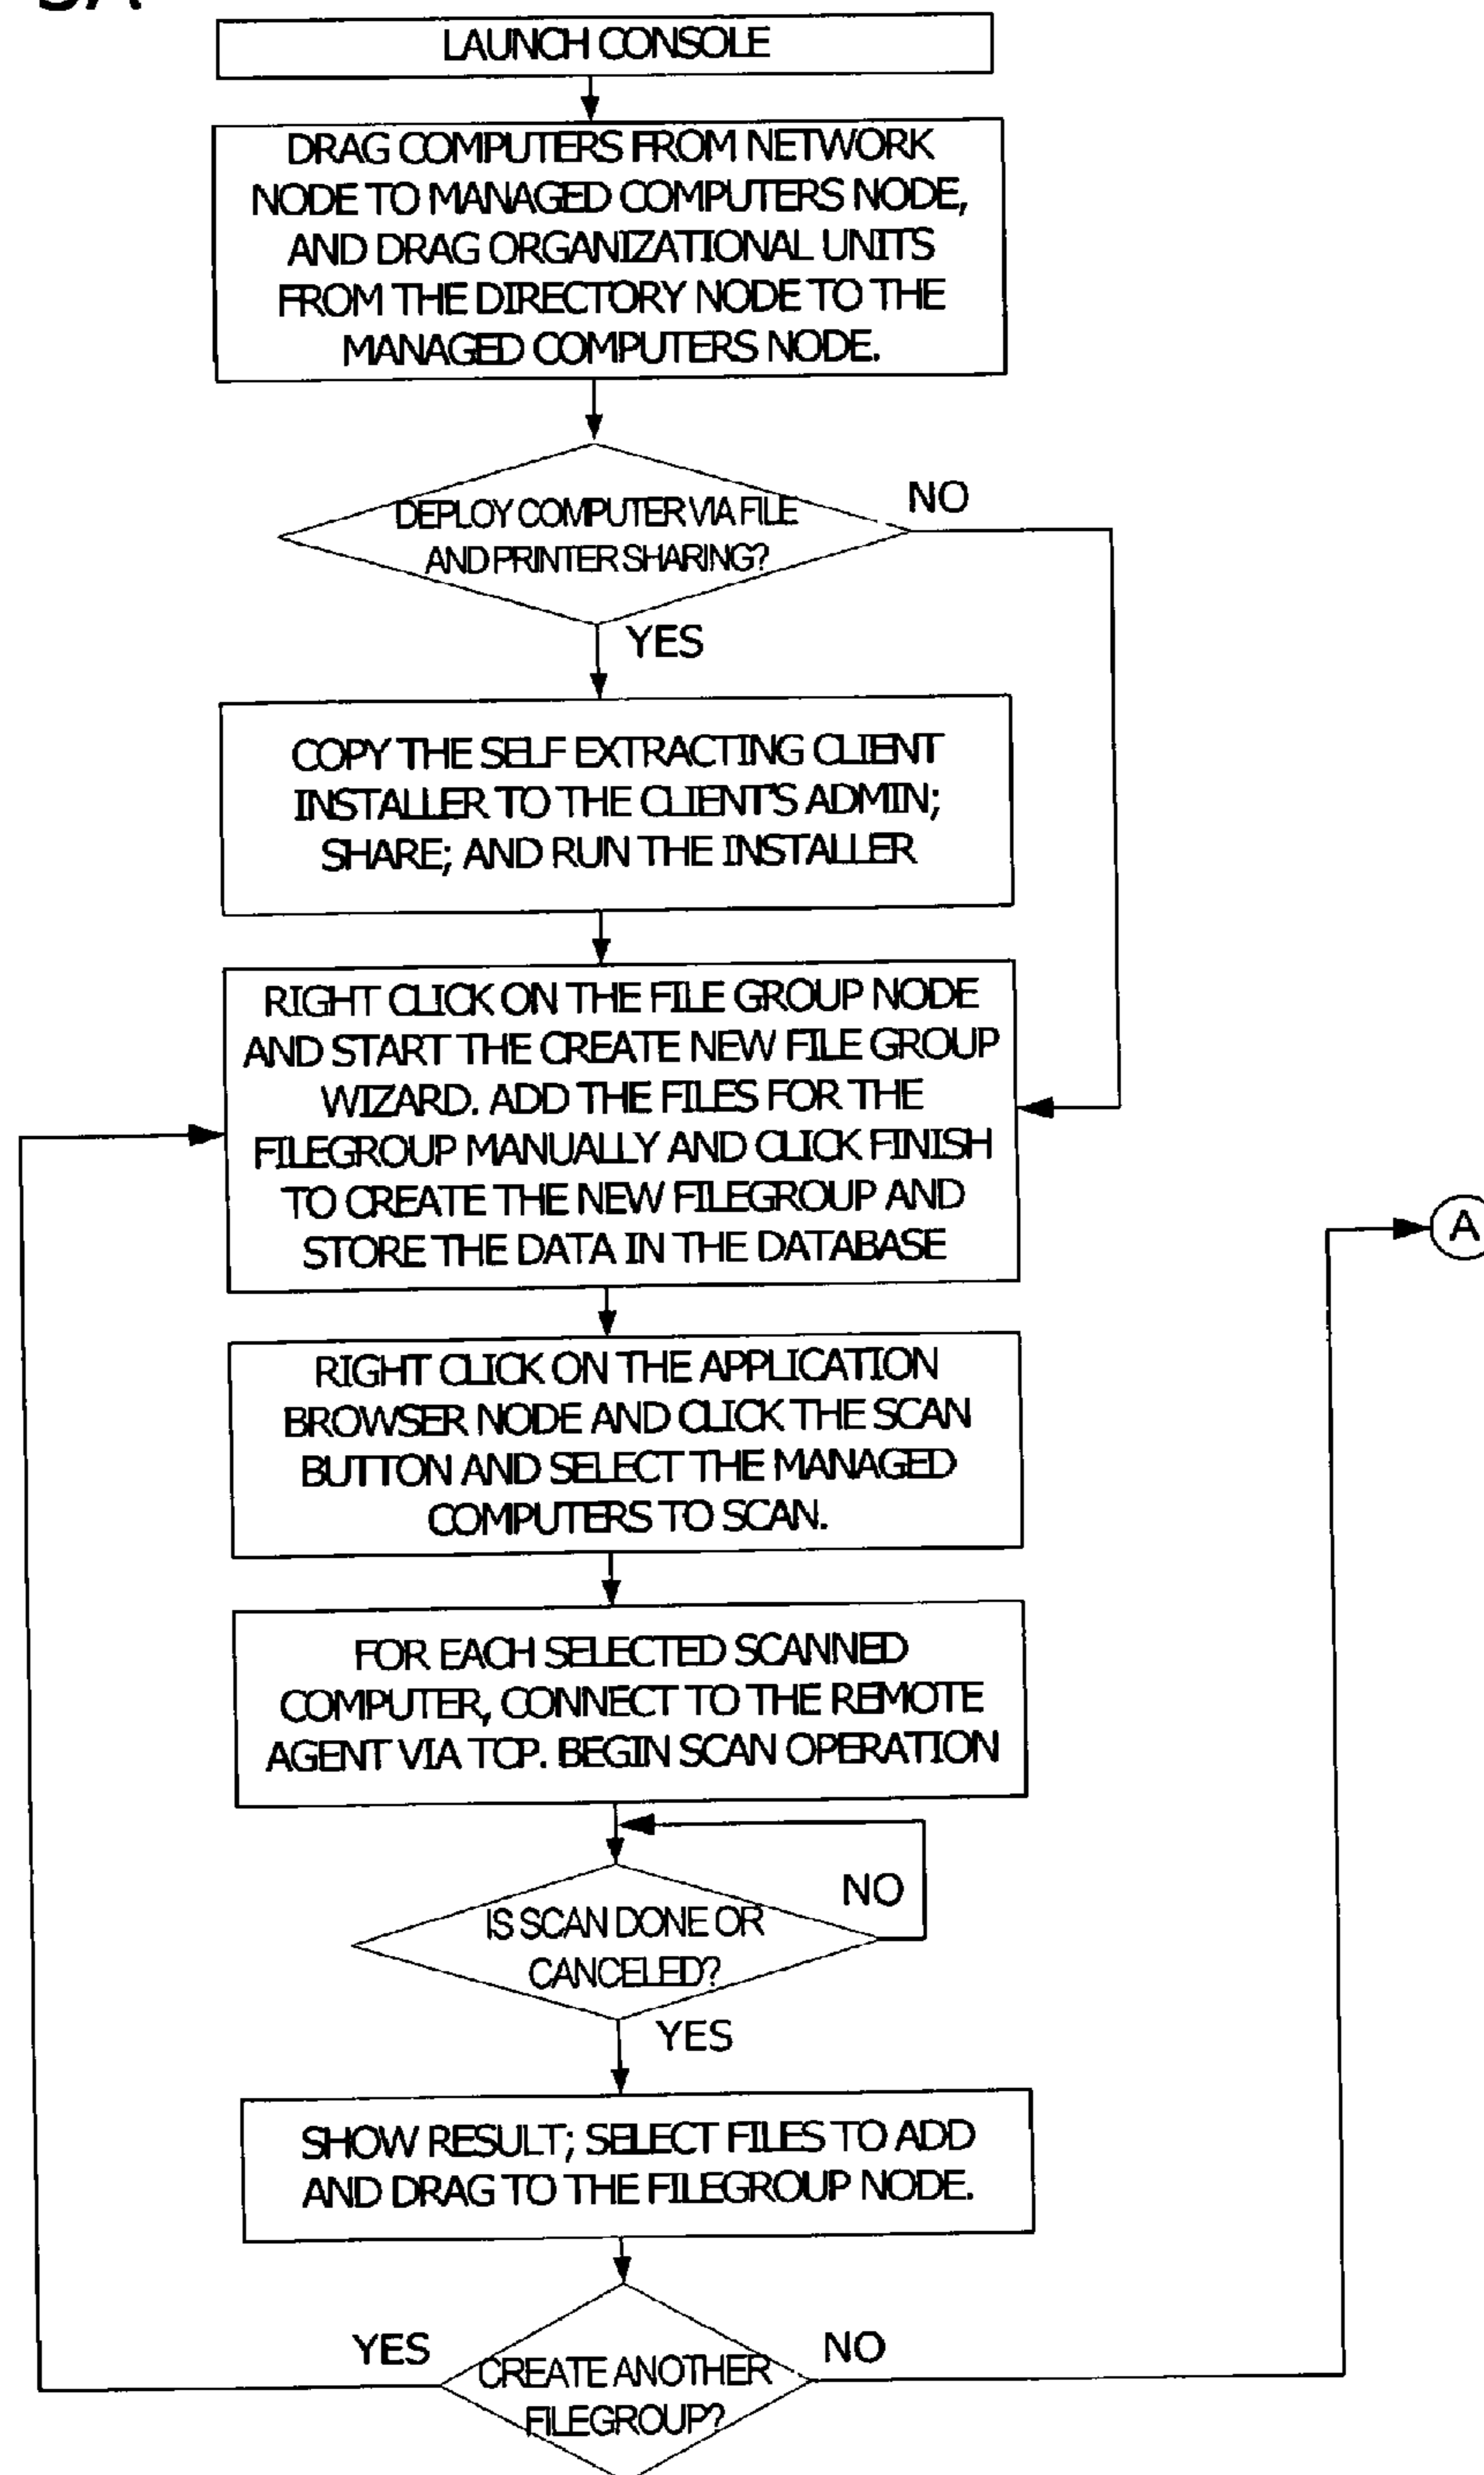 LAUNCH CONSOLE
DRAG COMPUTERS FROM NETWORK
NODE TO MANAGED COMPUTERS NODE,
AND DRAG ORGANIZATIONAL UNITS
FROM THE DIRECTORY NODE TO THE
MANAGED COMPUTERS NODE.
DEPLOY COMPUTER VIA FILE
AND PRINTER SHARING?
NO
YES
COPY THE SELF EXTRACTING CLIENT
INSTALLER TO THE CLIENT'S ADMIN;
SHARE; AND RUN THE INSTALLER
RIGHT CLICK ON THE FILE GROUP NODE
AND START THE CREATE NEW FILE GROUP
WIZARD. ADD THE FILES FOR THE
FILEGROUP MANUALLY AND CLICK FINISH
TO CREATE THE NEW FILEGROUP AND
STORE THE DATA IN THE DATABASE
A
RIGHT CLICK ON THE APPLICATION
BROWSER NODE AND CLICK THE SCAN
BUTTON AND SELECT THE MANAGED
COMPUTERS TO SCAN.
FOR EACH SELECTED SCANNED
COMPUTER, CONNECT TO THE REMOTE
AGENT VIA TCP. BEGIN SCAN OPERATION
NO
IS SCAN DONE OR
CANCELED?
YES
SHOW RESULT; SELECT FILES TO ADD
AND DRAG TO THE FILEGROUP NODE.
YES
NO
CREATE ANOTHER
FILEGROUP?